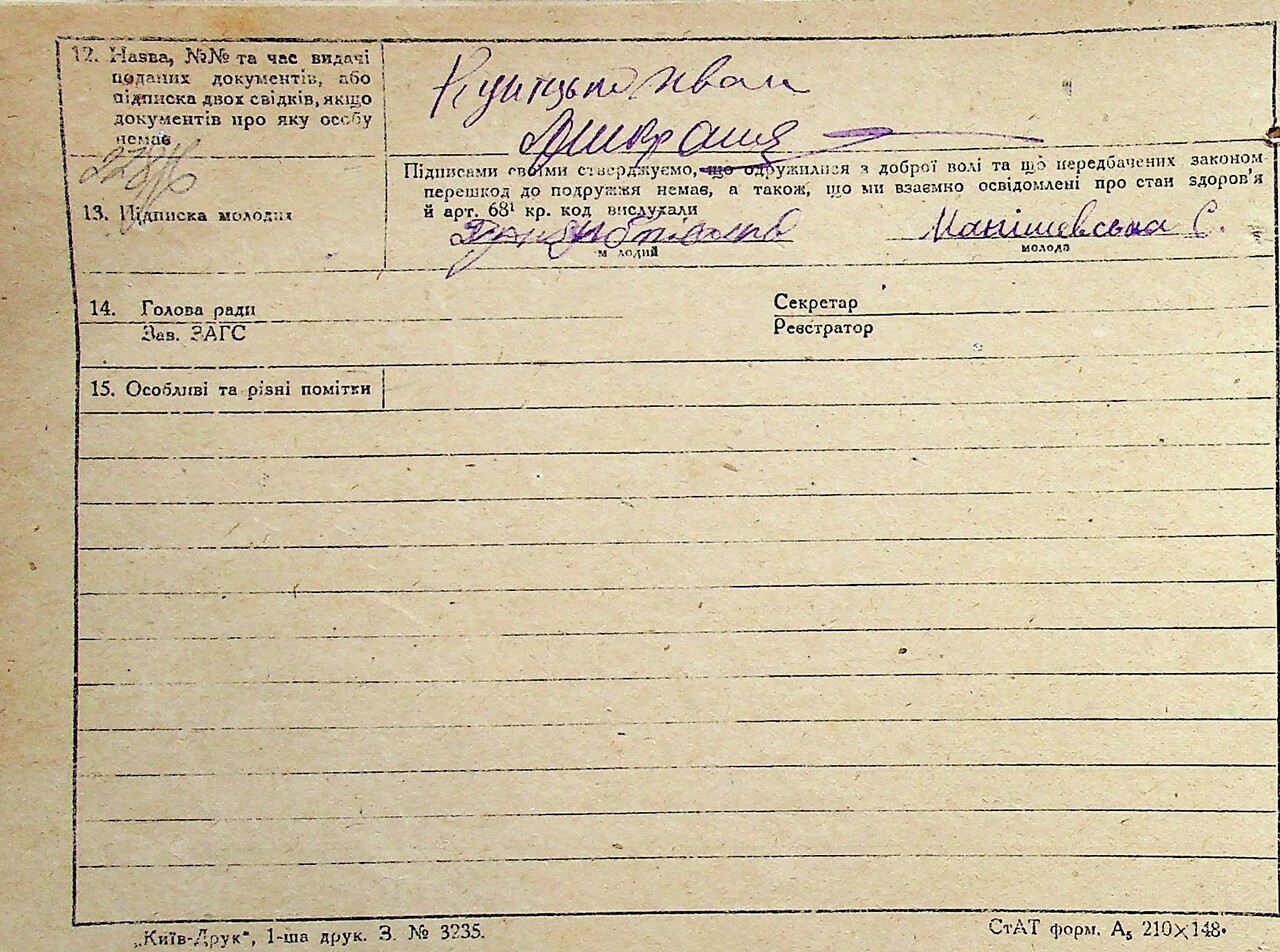 12. Назва, №№ та час видачі
поданих документів, або
підписка двох свідків, якщо
документів про яку особу
немає
Іван
Підписами своїми стверджуємо, що одружилися з доброї волі та що передбачених законом
перешкод до подружжя немає, а також, що ми взаємно освідомлені про стан здоров'я
й арт. 68¹ кр. код вислухали
13. Підписка молодих
Манішевська С.
молодий молода
14. Голова ради Секретар
Зав. ЗАГС Реєстратор
15. Особливі та різні помітки
„Київ-Друк", 1-ша друк. З. № 3235. СтАТ форм. А₅ 210×148.